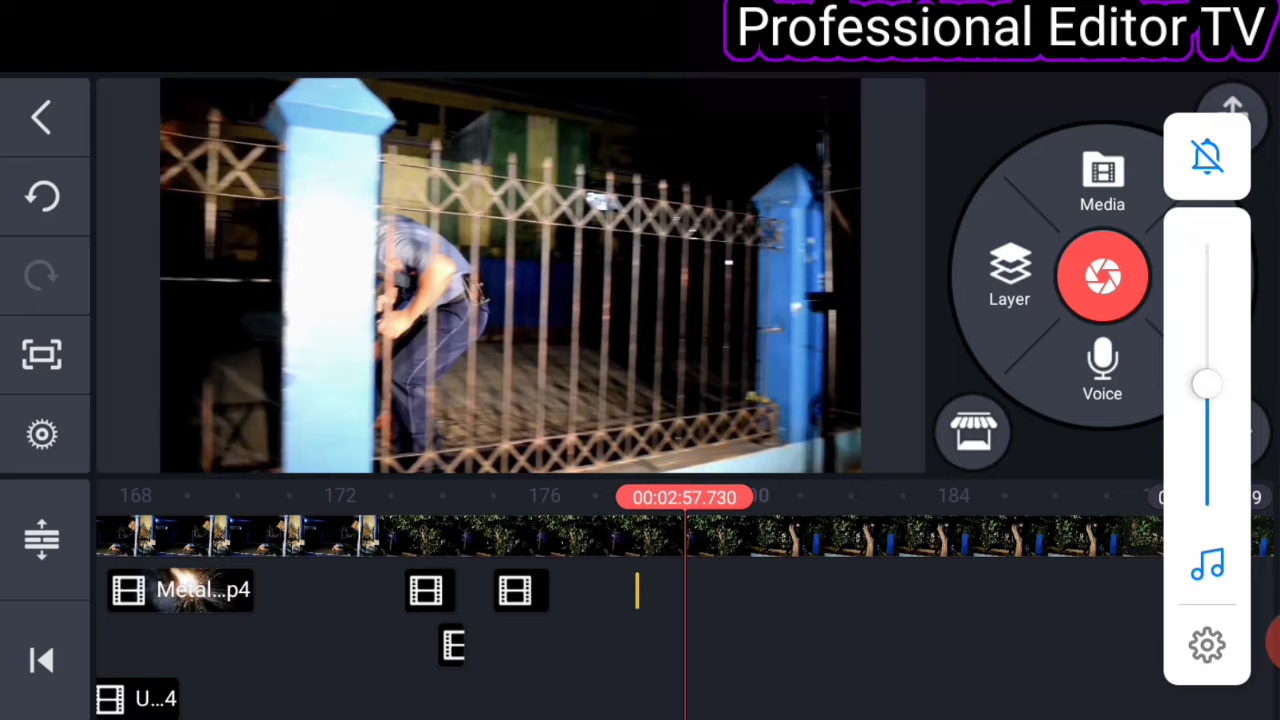 Professional Editor TV
Media
Layer
Voice
168
172
176
00:02:57.730
184
Metal...p4
U...4